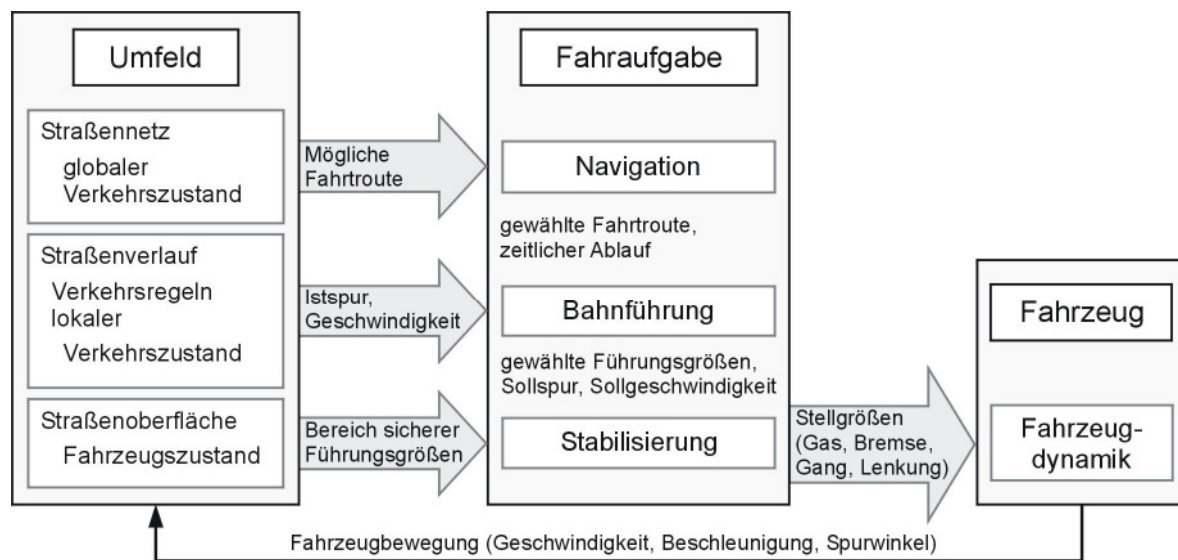 Umfeld
Straßennetz
globaler
Verkehrszustand
Straßenverlauf
Verkehrsregeln
lokaler
Verkehrszustand
Straßenoberfläche
Fahrzeugszustand
Mögliche
Fahrtroute
Istspur,
Geschwindigkeit
Bereich sicherer
Führungsgrößen
Fahraufgabe
Navigation
gewählte Fahrtroute,
zeitlicher Ablauf
Bahnführung
gewählte Führungsgrößen,
Sollspur, Sollgeschwindigkeit
Stabilisierung
Stellgrößen
(Gas, Bremse,
Gang, Lenkung)
Fahrzeug
Fahrzeug-
dynamik
Fahrzeugbewegung (Geschwindigkeit, Beschleunigung, Spurwinkel)